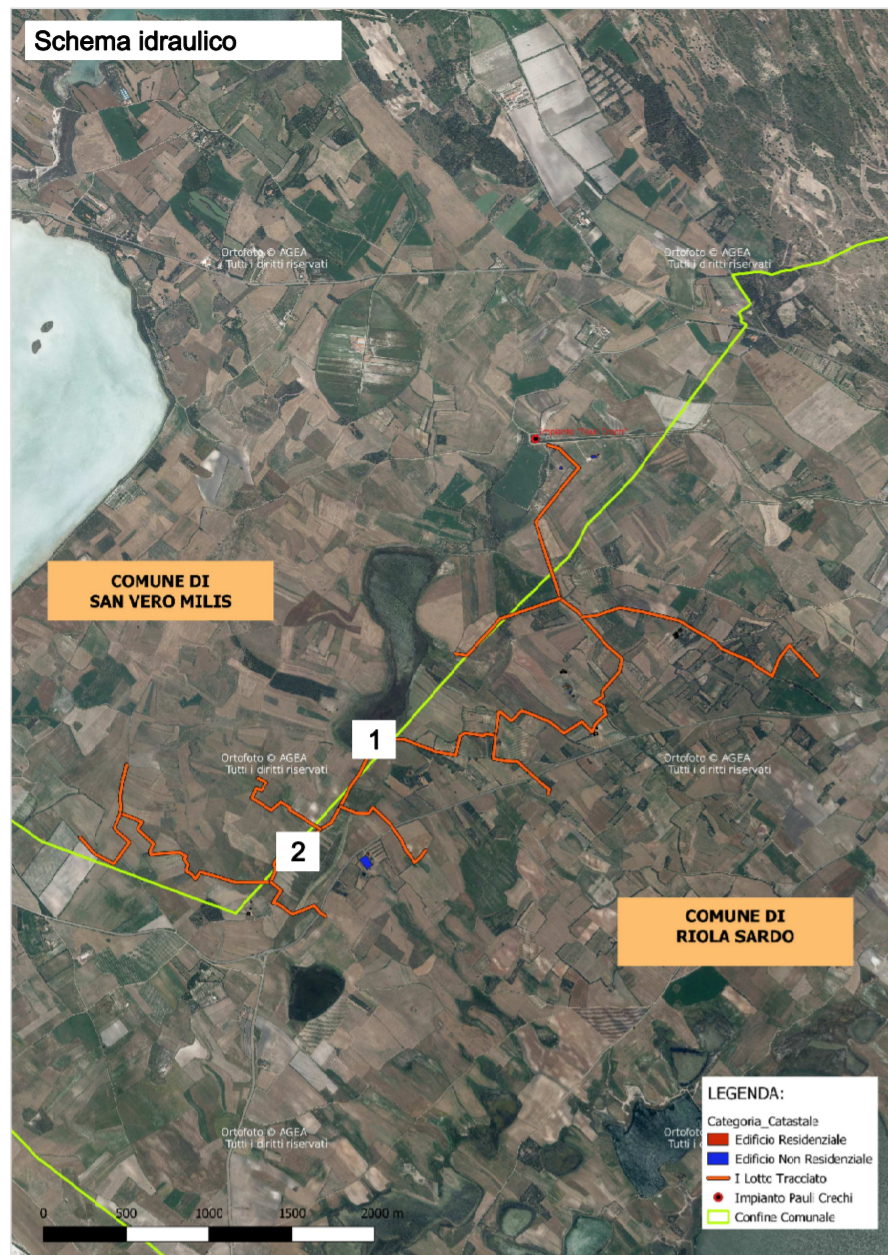 Schema idraulico
Ortofoto © AGEA
Tutti i diritti riservati
Ortofoto © AGEA
Tutti i diritti riservati
COMUNE DI
SAN VERO MILIS
1
Ortofoto © AGEA
Tutti i diritti riservati
Ortofoto © AGEA
Tutti i diritti riservati
2
COMUNE DI
RIOLA SARDO
Ortofoto © AGEA
Tutti i diritti riservati
Ortofoto
Tutti i di
LEGENDA:
Categoria_Catastale
Edificio Residenziale
Edificio Non Residenziale
I Lotto Tracciato
Impianto Pauli Crechi
Confine Comunale
0 500 1000 1500 2000 m